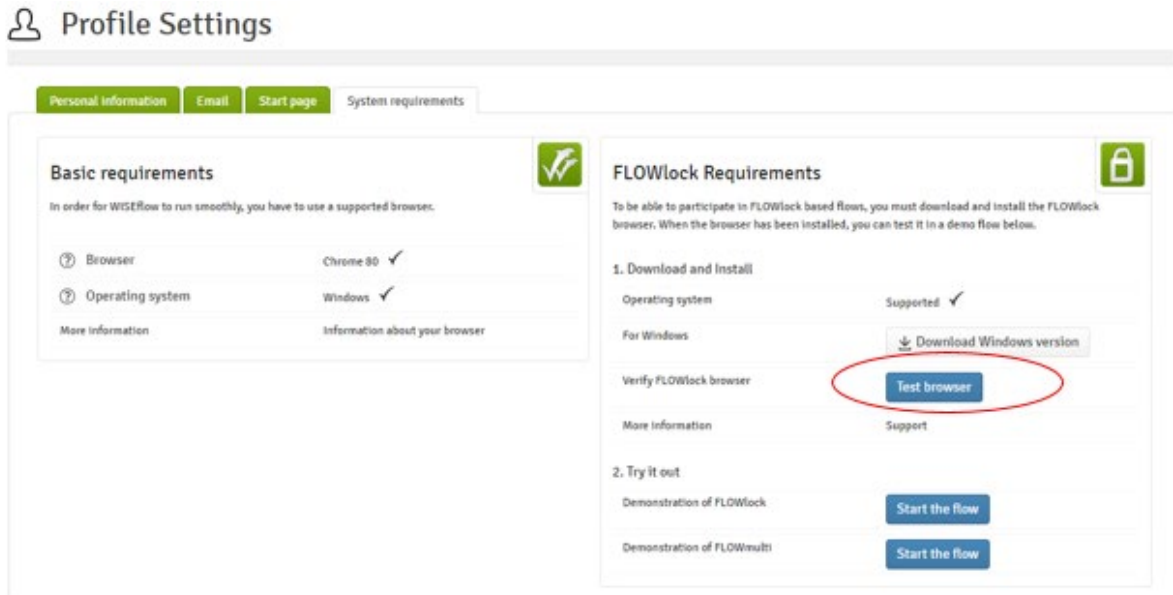 Profile Settings
Personal information Email Start page System requirements
Basic requirements
In order for WISEflow to run smoothly, you have to use a supported browser.
Browser Chrome 80
Operating system Windows
More information Information about your browser
FLOWlock Requirements
To be able to participate in FLOWlock based flows, you must download and install the FLOWlock
browser. When the browser has been installed, you can test it in a demo flow below.
1. Download and Install
Operating system Supported
For Windows Download Windows version
Verify FLOWlock browser Test browser
More information Support
2. Try it out
Demonstration of FLOWlock Start the flow
Demonstration of FLOWmulti Start the flow